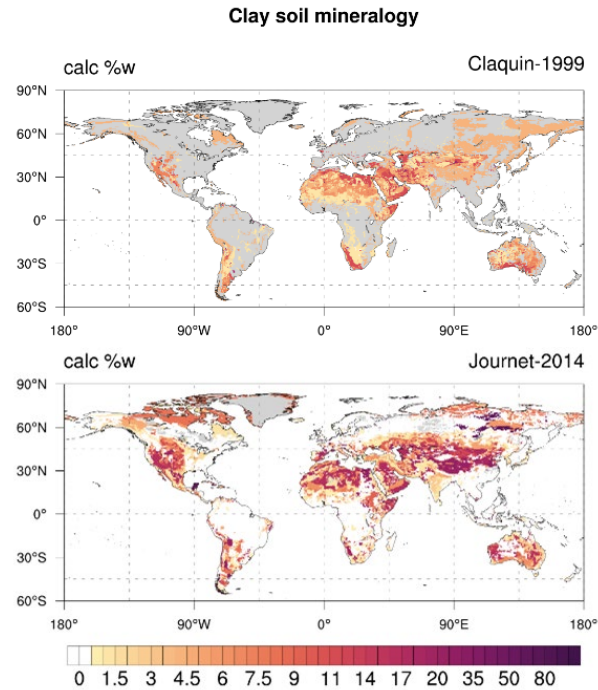 Clay soil mineralogy
calc %w Claquin-1999
90°N
60°N
30°N
0°
30°S
60°S
180° 90°W 0° 90°E 180°
calc %w Journet-2014
90°N
60°N
30°N
0°
30°S
60°S
180° 90°W 0° 90°E 180°
0 1.5 3 4.5 6 7.5 9 11 14 17 20 35 50 80